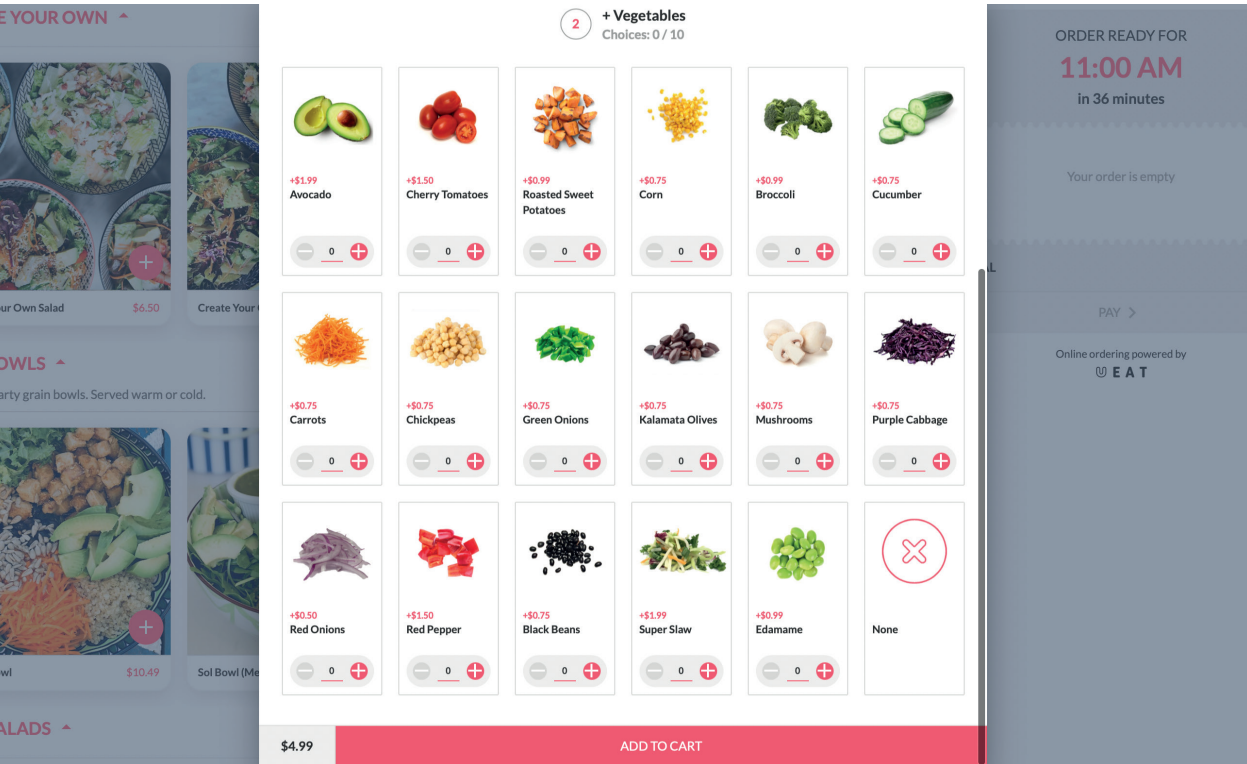 E YOUR OWN
ur Own Salad
$6.50
Create Your
OWLS
arty grain bowls. Served warm or cold.
wl
$10.49
Sol Bowl (Me
ALADS
2
+ Vegetables
Choices: 0 / 10
+$1.99
Avocado
0
+$1.50
Cherry Tomatoes
0
+$0.99
Roasted Sweet
Potatoes
0
+$0.75
Corn
0
+$0.99
Broccoli
0
+$0.75
Cucumber
0
+$0.75
Carrots
0
+$0.75
Chickpeas
0
+$0.75
Green Onions
0
+$0.75
Kalamata Olives
0
+$0.75
Mushrooms
0
+$0.75
Purple Cabbage
0
+$0.50
Red Onions
0
+$1.50
Red Pepper
0
+$0.75
Black Beans
0
+$1.99
Super Slaw
0
+$0.99
Edamame
0
None
$4.99
ADD TO CART
ORDER READY FOR
11:00 AM
in 36 minutes
Your order is empty
AL
PAY
Online ordering powered by
UEAT